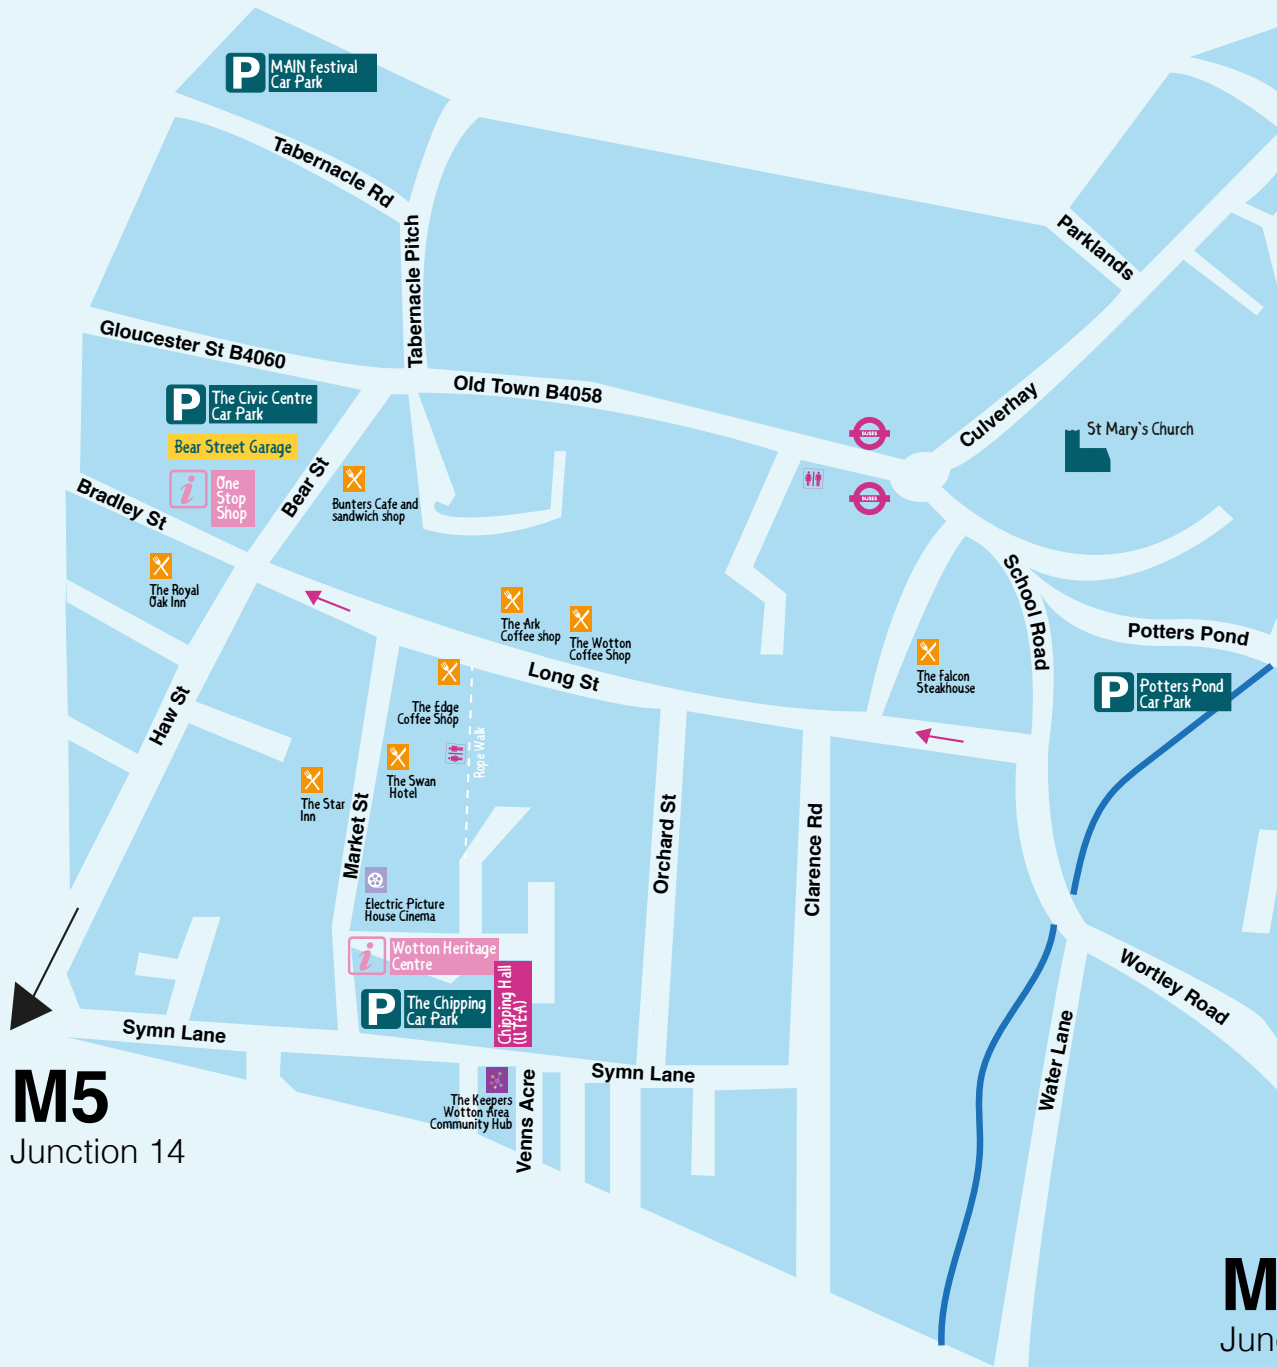 MAIN Festival
Car Park
Tabernacle Rd
Tabernacle Pitch
Parklands
Gloucester St B4060
Old Town B4058
The Civic Centre
Car Park
Culverhay
BUSES
St Mary`s Church
Bear Street Garage
Bear St
One
Stop
Shop
Bunters Cafe and
sandwich shop
BUSES
Bradley St
The Royal
Oak Inn
School Road
The Ark
Coffee shop
The Wotton
Coffee Shop
Potters Pond
Long St
The Falcon
Steakhouse
P
Potters Pond
Car Park
Haw St
The Edge
Coffee Shop
Rope Walk
The Swan
Hotel
The Star
Inn
Market St
Orchard St
Clarence Rd
Electric Picture
House Cinema
i
Wotton Heritage
Centre
Chipping Hall
(WTEA)
P
The Chipping
Car Park
Wortley Road
Symn Lane
Symn Lane
Water Lane
M5
Junction 14
The Keepers
Wotton Area
Community Hub
Venns Acre
M
Jun
P
P
i